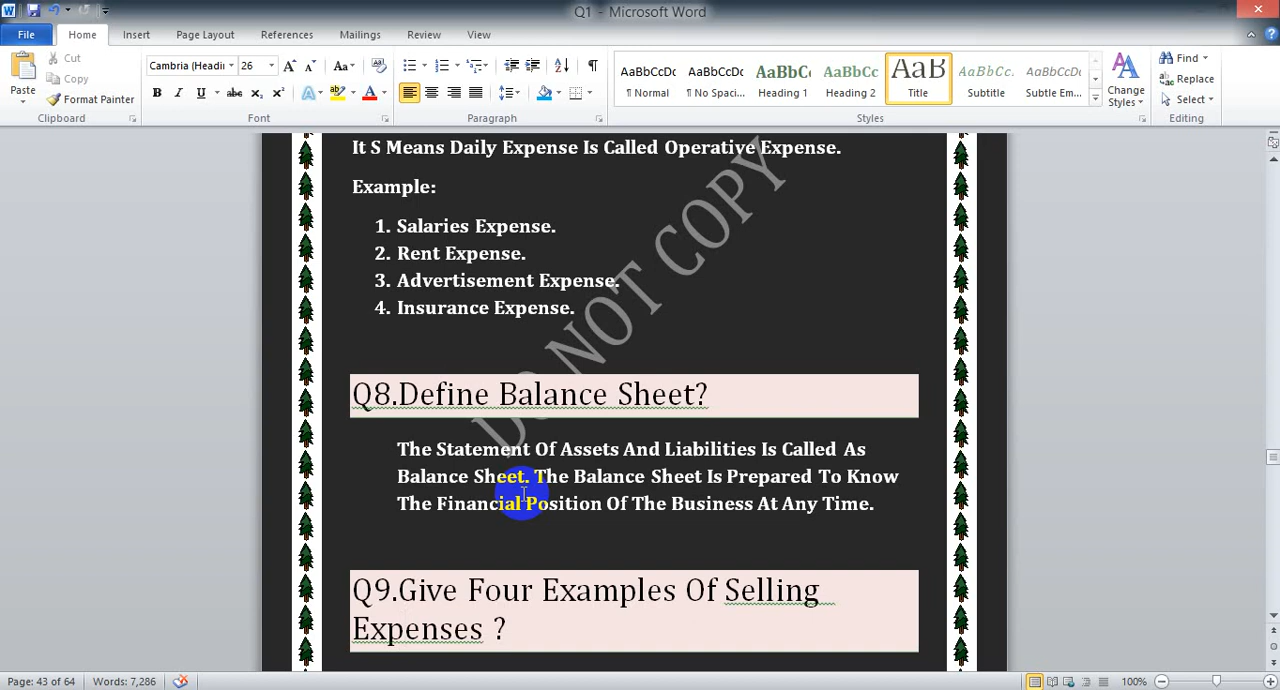 Q1 - Microsoft Word
File Home Insert Page Layout References Mailings Review View
Paste
Cut
Copy
Format Painter
Clipboard
Cambria (Headi 26
Font
Paragraph
AaBbCcDc AaBbCcDc AaBbC AaBbCc AaB AaBbCc. AaBbCcDc
¶ Normal ¶ No Spaci... Heading 1 Heading 2 Title Subtitle Subtle Em...
Change Styles
Styles
Find
Replace
Select
Editing
It S Means Daily Expense Is Called Operative Expense.
Example:
1. Salaries Expense.
2. Rent Expense.
3. Advertisement Expense.
4. Insurance Expense.
DO NOT COPY
Q8.Define Balance Sheet?
The Statement Of Assets And Liabilities Is Called As
Balance Sheet. The Balance Sheet Is Prepared To Know
The Financial Position Of The Business At Any Time.
Q9.Give Four Examples Of Selling
Expenses ?
Page: 43 of 64 Words: 7,286 100%